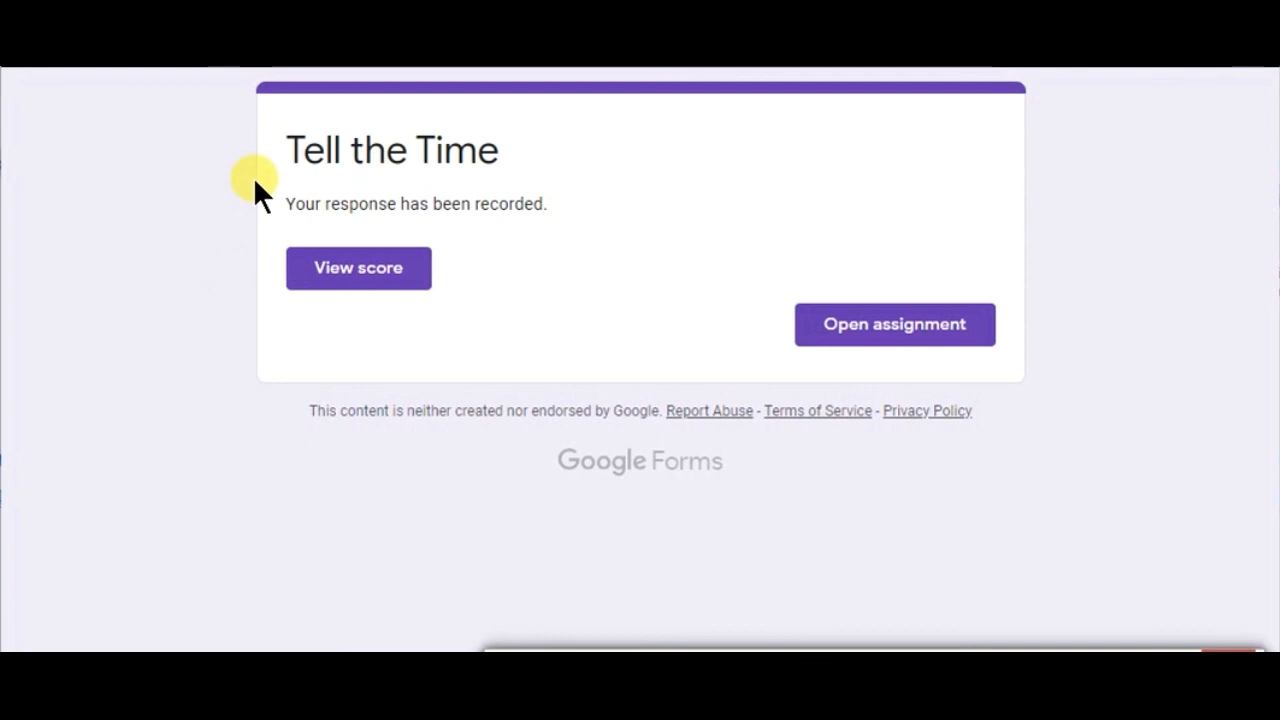 Tell the Time
Your response has been recorded.
View score
Open assignment
This content is neither created nor endorsed by Google. Report Abuse - Terms of Service - Privacy Policy
Google Forms